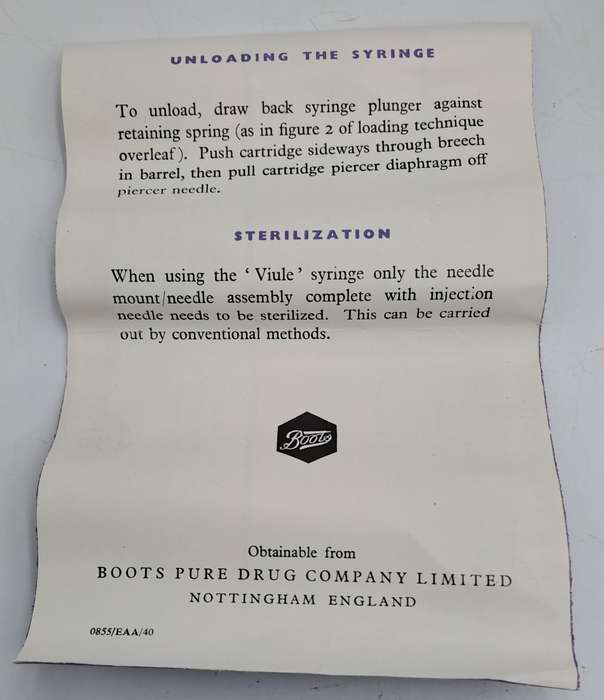 UNLOADING THE SYRINGE
To unload, draw back syringe plunger against
retaining spring (as in figure 2 of loading technique
overleaf). Push cartridge sideways through breech
in barrel, then pull cartridge piercer diaphragm off
piercer needle.
STERILIZATION
When using the ‘ Viule ’ syringe only the needle
mount/needle assembly complete with injection
needle needs to be sterilized. This can be carried
out by conventional methods.
Boots
Obtainable from
BOOTS PURE DRUG COMPANY LIMITED
NOTTINGHAM ENGLAND
0855/EAA/40